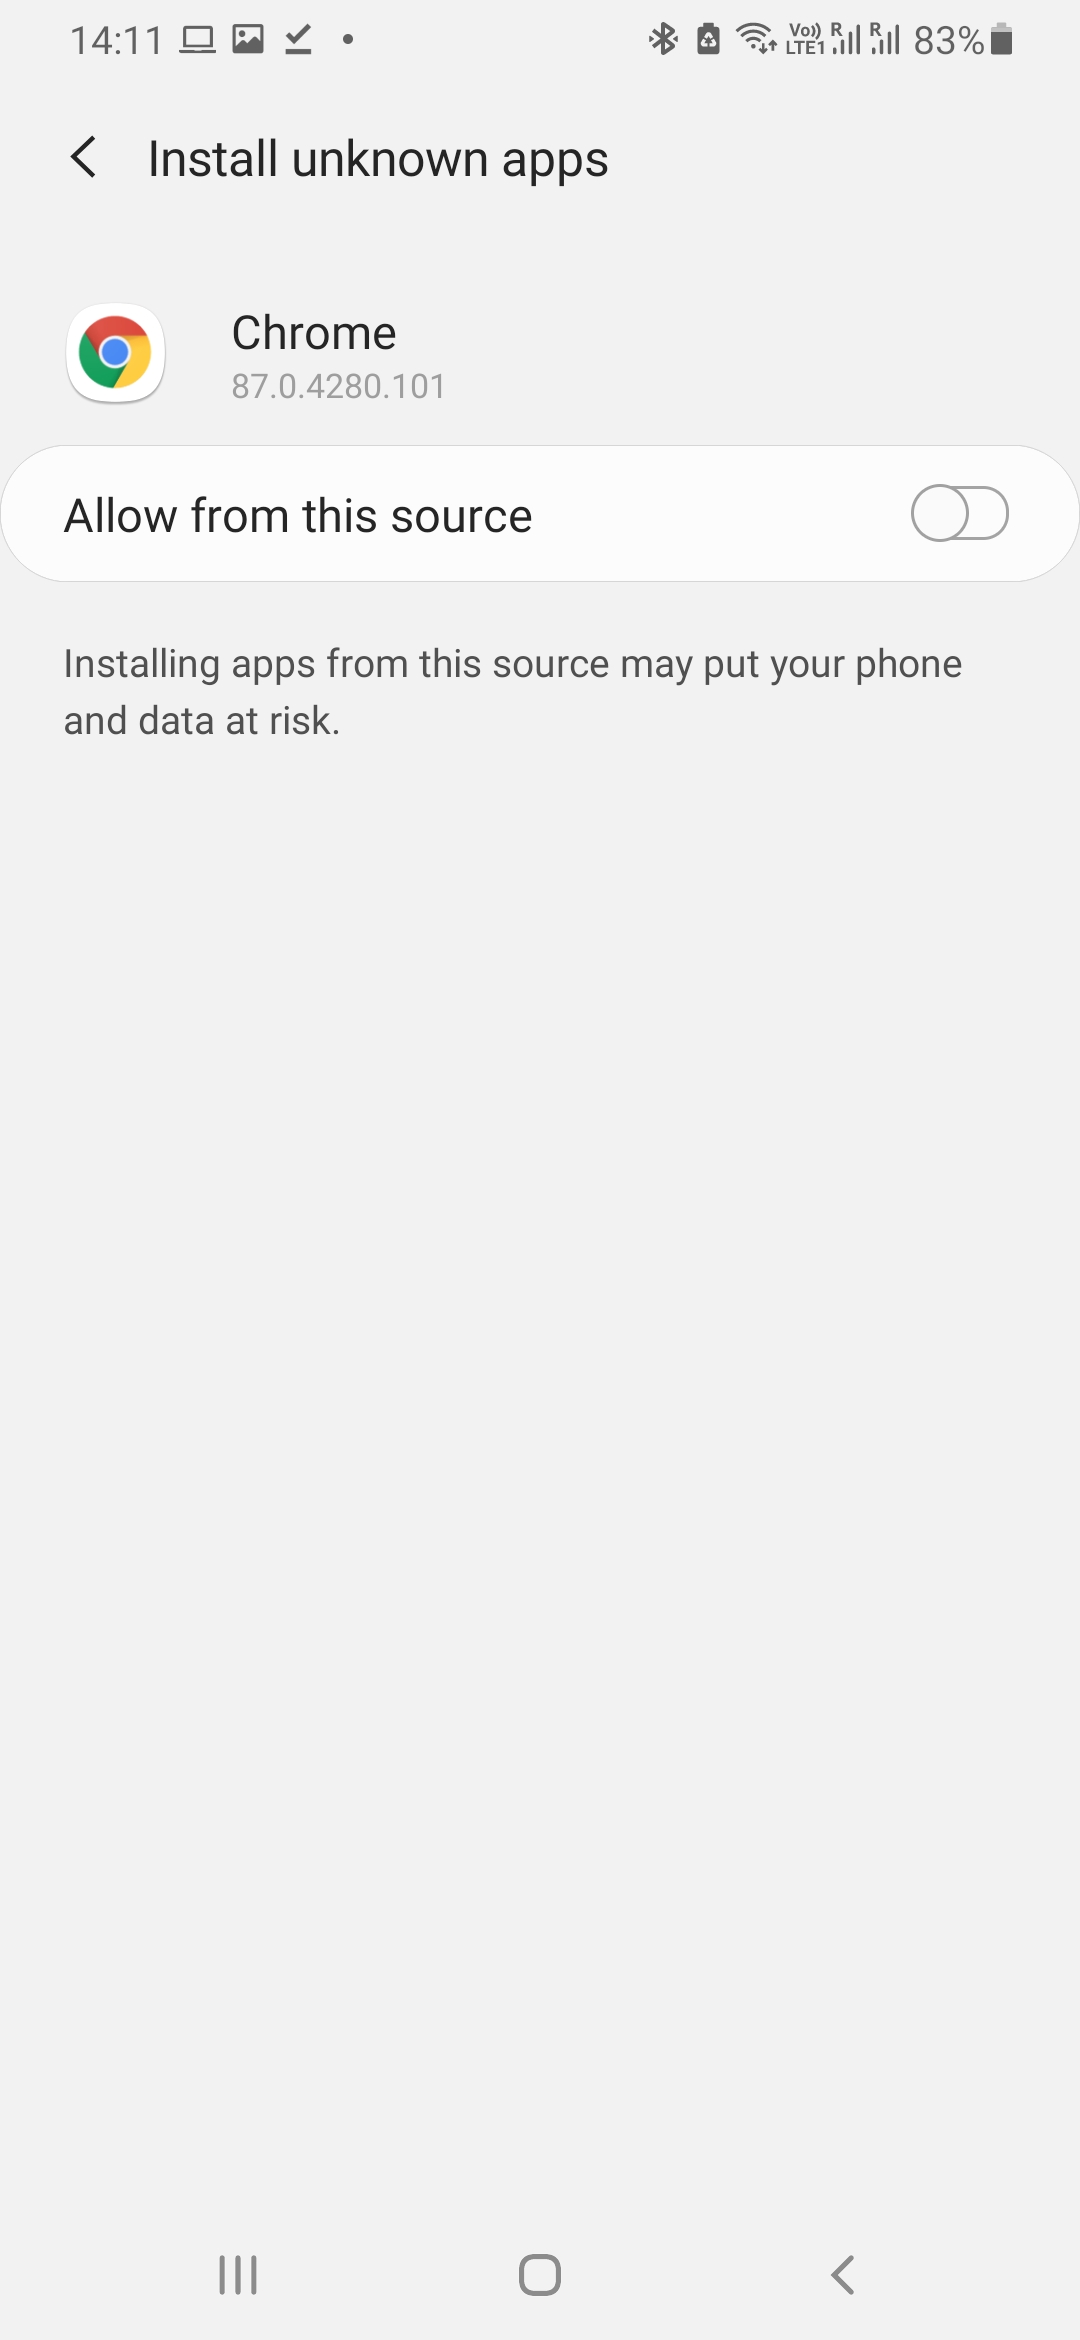 14:11 Vo)) LTE1 R R 83%
Install unknown apps
Chrome
87.0.4280.101
Allow from this source
Installing apps from this source may put your phone
and data at risk.